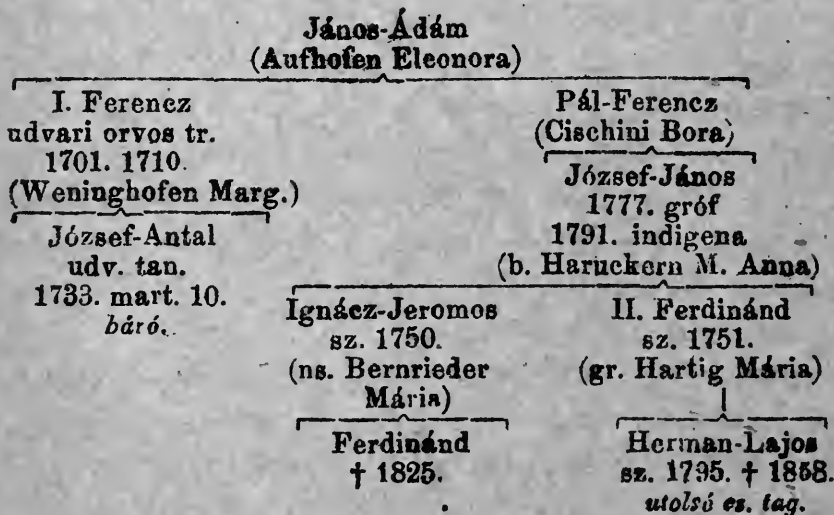 János-Ádám
(Aufhofen Eleonora)
I. Ferencz
udvari orvos tr.
1701. 1710.
(Weninghofen Marg.)
József-Antal
udv. tan.
1733. mart. 10.
báró.
Pál-Ferencz
(Cischini Bora)
József-János
1777. gróf
1791. indigena
(b. Haruckern M. Anna)
Ignácz-Jeromos
sz. 1750.
(ns. Bernrieder
Mária)
Ferdinánd
† 1825.
II. Ferdinánd
sz. 1751.
(gr. Hartig Mária)
Herman-Lajos
sz. 1795. † 1858.
utolsó cs. tag.